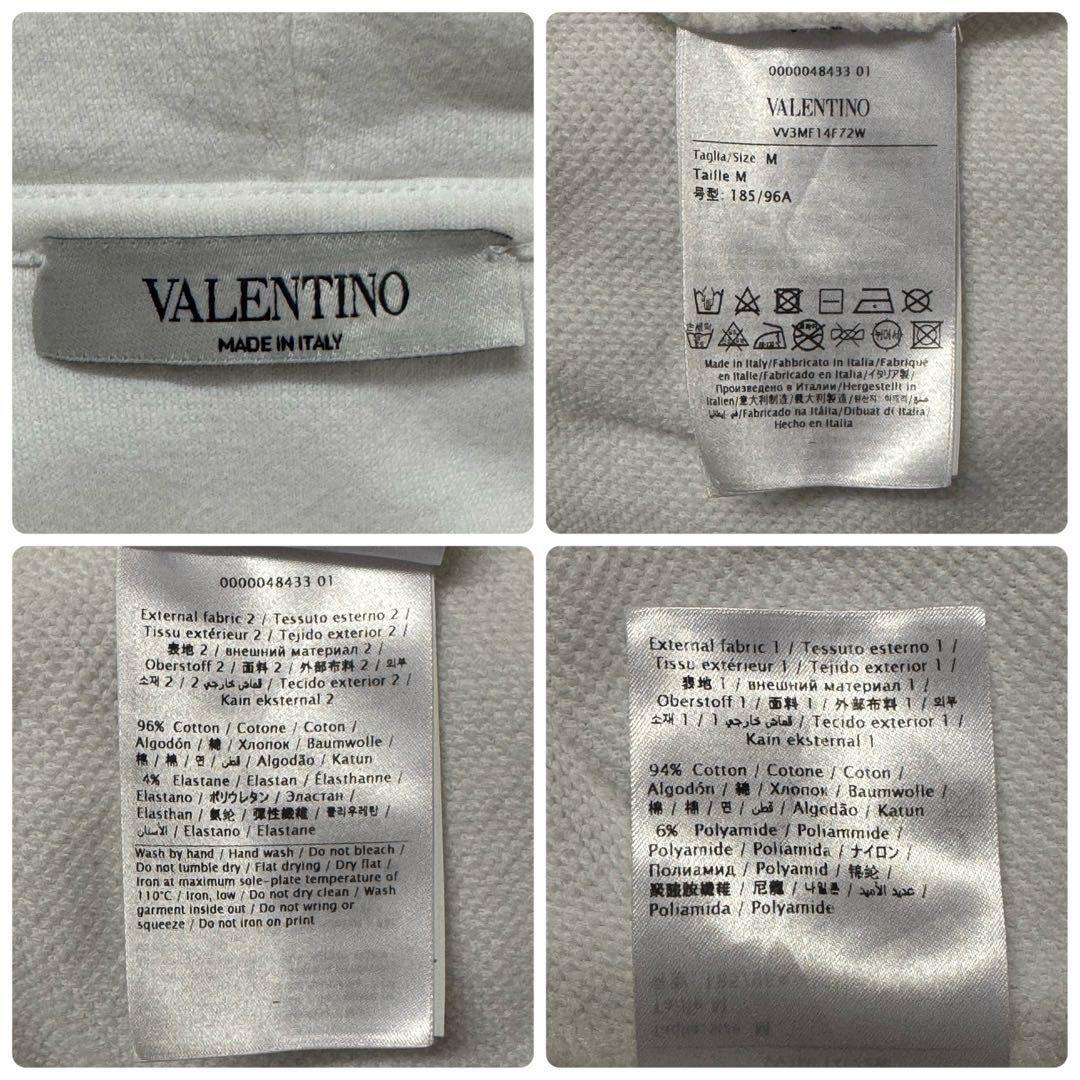 VALENTINO
MADE IN ITALY
0000048433 01
VALENTINO
VV3MF14F72W
Taglia/Size M
Taille M
号型: 185/96A
손세탁
Made in Italy/Fabbricato in Italia/Fabriqué
en Italie/Fabricado en Italia/イタリア製/
Произведено в Италии/Hergestellt in
Italien/意大利制造/義大利製造/원산지: 이태리/صنع
في إيطاليا/Fabricado na Itália/Dibuat di Italia/
Hecho en Italia
0000048433 01
External fabric 2 / Tessuto esterno 2 /
Tissu extérieur 2 / Tejido exterior 2 /
表地 2 / внешний материал 2 /
Oberstoff 2 / 面料 2 / 外部布料 2 / 외부
소재 2 / قماش خارجي 2 / Tecido exterior 2 /
Kain eksternal 2
96% Cotton / Cotone / Coton /
Algodón / 綿 / Хлопок / Baumwolle /
棉 / 棉 / 면 / قطن / Algodão / Katun
4% Elastane / Elastan / Élasthanne /
Elastano / ポリウレタン / Эластан /
Elasthan / 氨纶 / 彈性纖維 / 폴리우레탄 /
الأستان / Elastano / Elastane
Wash by hand / Hand wash / Do not bleach /
Do not tumble dry / Flat drying / Dry flat /
Iron at maximum sole-plate temperature of
110°C / Iron, low / Do not dry clean / Wash
garment inside out / Do not wring or
squeeze / Do not iron on print
External fabric 1 / Tessuto esterno 1 /
Tissu extérieur 1 / Tejido exterior 1 /
表地 1 / внешний материал 1 /
Oberstoff 1 / 面料 1 / 外部布料 1 / 외부
소재 1 / قماش خارجي 1 / Tecido exterior 1 /
Kain eksternal 1
94% Cotton / Cotone / Coton /
Algodón / 綿 / Хлопок / Baumwolle /
棉 / 棉 / 면 / قطن / Algodão / Katun
6% Polyamide / Poliammide /
Polyamide / Poliamida / ナイロン /
Полиамид / Polyamid / 锦纶 /
聚醯胺纖維 / 尼龍 / 나일론 / عديد الأميد /
Poliamida / Polyamide